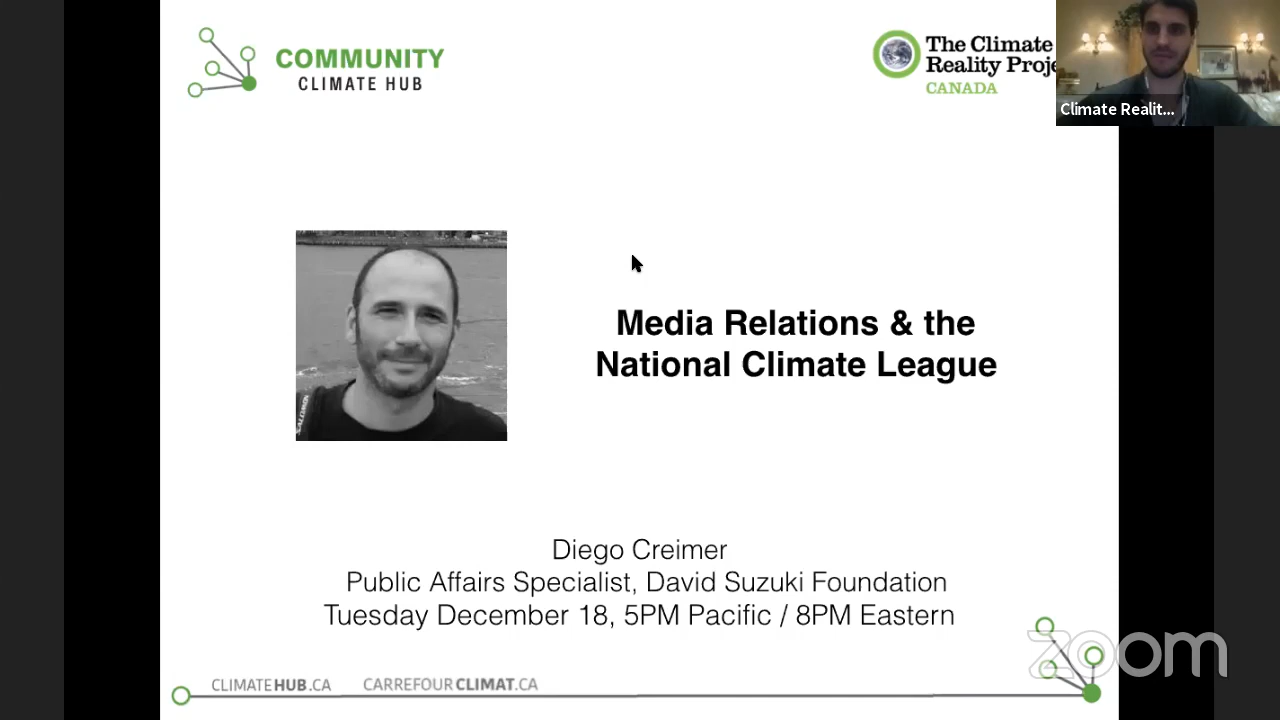 COMMUNITY
CLIMATE HUB
The Climate
Reality Proje
CANADA
Climate Realit...
Media Relations & the
National Climate League
Diego Creimer
Public Affairs Specialist, David Suzuki Foundation
Tuesday December 18, 5PM Pacific / 8PM Eastern
zoom
CLIMATEHUB.CA CARREFOURCLIMAT.CA